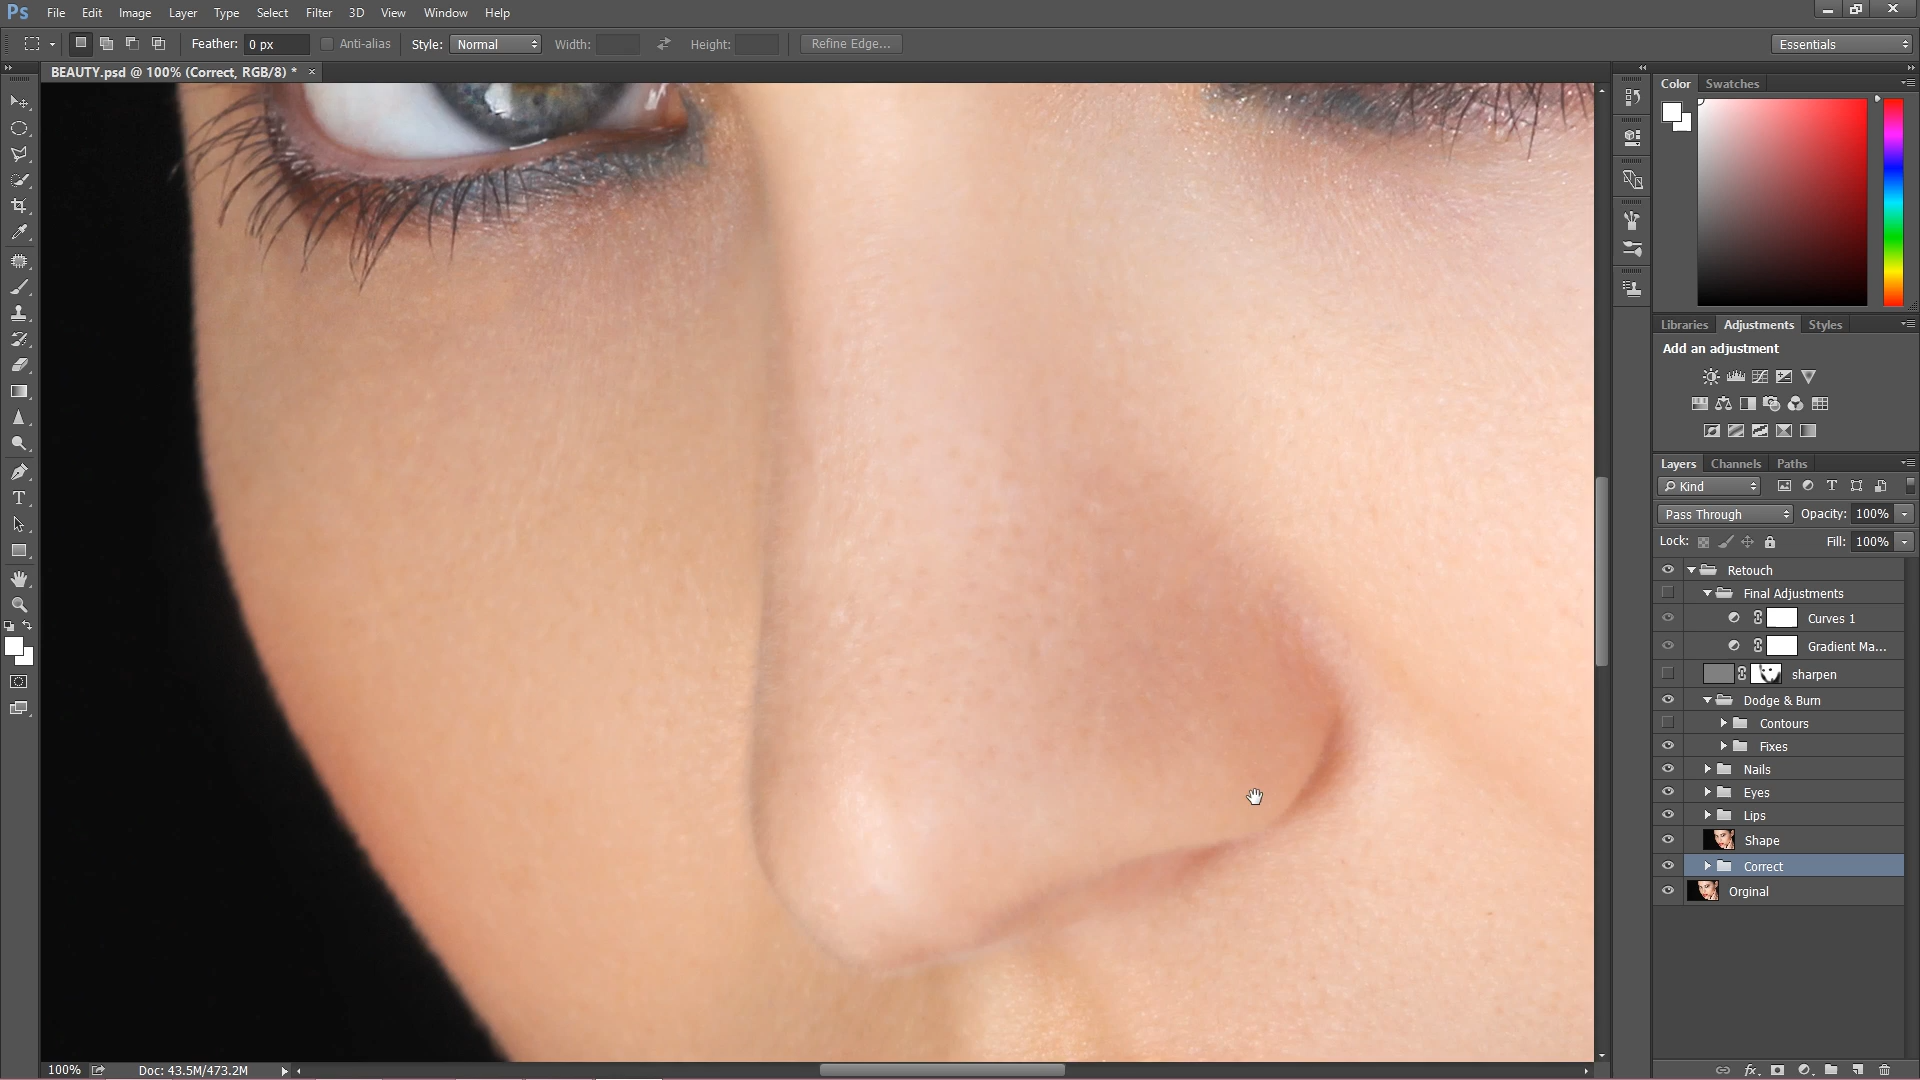 Ps File Edit Image Layer Type Select Filter 3D View Window Help
Feather: 0 px Anti-alias Style: Normal Width: Height: Refine Edge... Essentials
BEAUTY.psd @ 100% (Correct, RGB/8) * ×
Color Swatches
Libraries Adjustments Styles
Add an adjustment
Layers Channels Paths
Kind
Pass Through Opacity: 100%
Lock: Fill: 100%
Retouch
Final Adjustments
Curves 1
Gradient Ma...
sharpen
Dodge & Burn
Contours
Fixes
Nails
Eyes
Lips
Shape
Correct
Orginal
100% Doc: 43.5M/473.2M